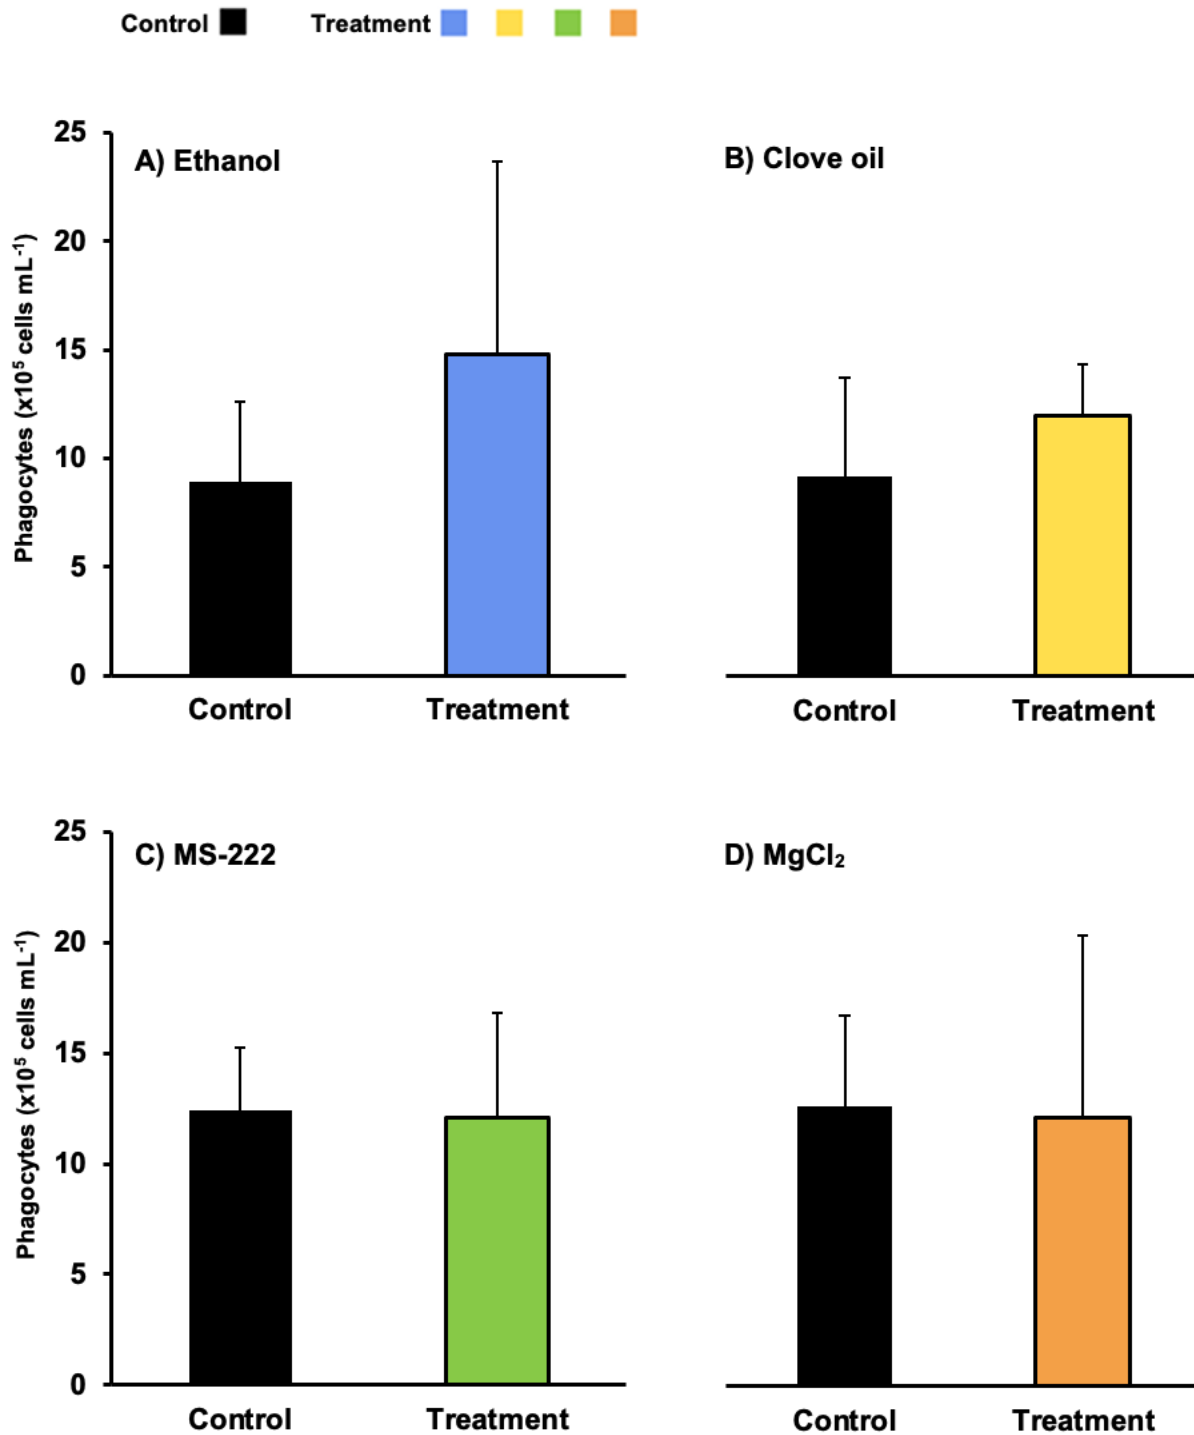 Control Treatment
A) Ethanol
B) Clove oil
Phagocytes (x10⁵ cells mL⁻¹)
25
20
15
10
5
0
Control Treatment
Control Treatment
C) MS-222
D) MgCl₂
Phagocytes (x10⁵ cells mL⁻¹)
25
20
15
10
5
0
Control Treatment
Control Treatment